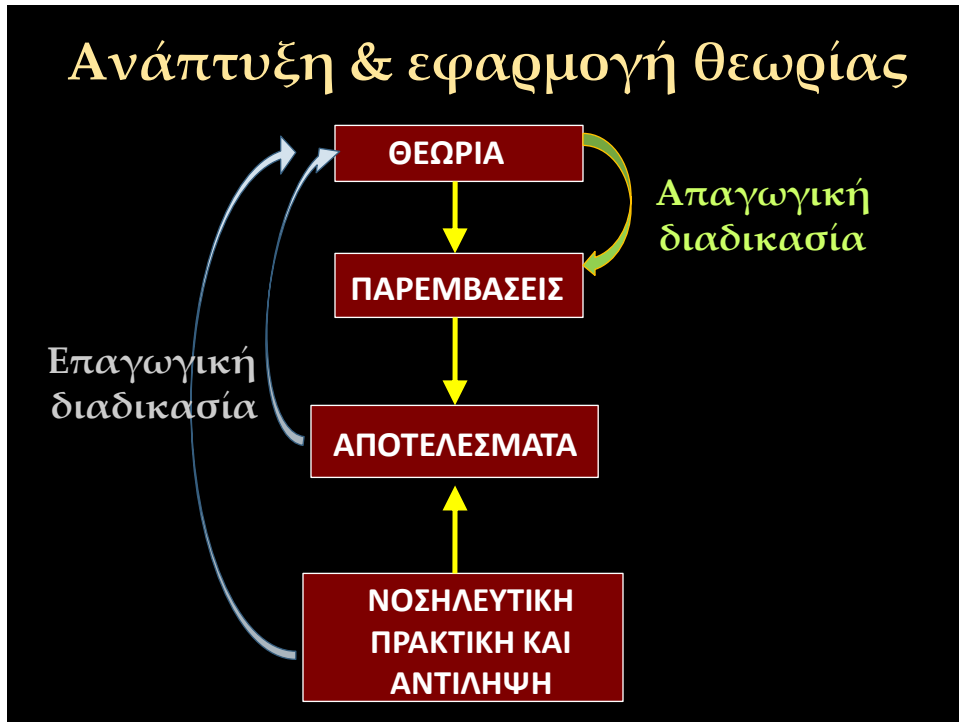 Ανάπτυξη & εφαρμογή θεωρίας
ΘΕΩΡΙΑ
Απαγωγική
διαδικασία
ΠΑΡΕΜΒΑΣΕΙΣ
Επαγωγική
διαδικασία
ΑΠΟΤΕΛΕΣΜΑΤΑ
ΝΟΣΗΛΕΥΤΙΚΗ
ΠΡΑΚΤΙΚΗ ΚΑΙ
ΑΝΤΙΛΗΨΗ